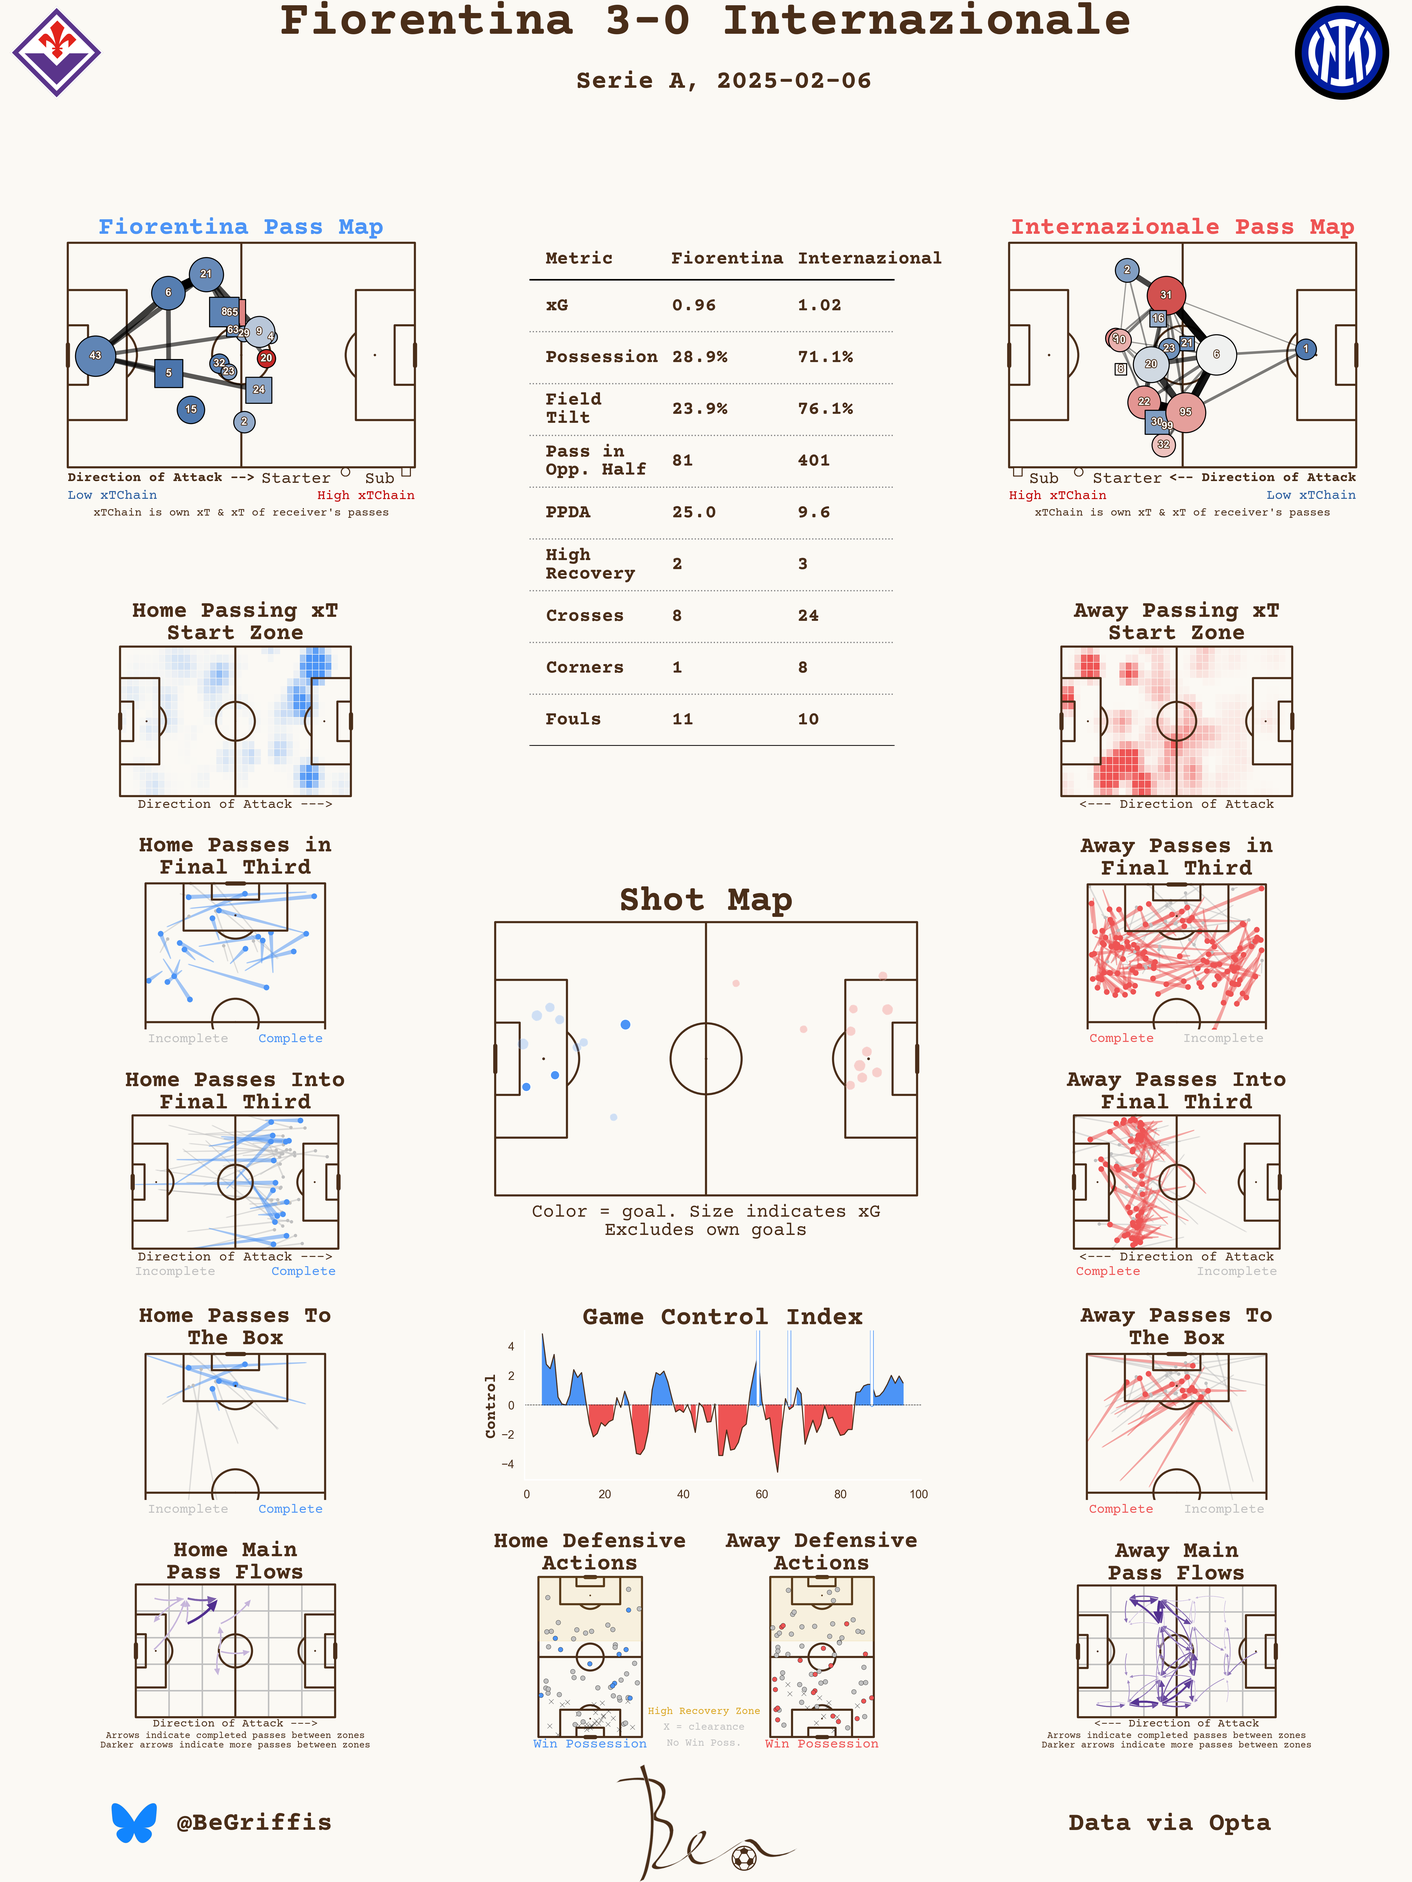 Fiorentina 3-0 Internazionale
Serie A, 2025-02-06
Fiorentina Pass Map
21
6
8
65
63
29
9
4
43
20
32
23
5
24
15
2
Direction of Attack --> Starter Sub
Low xTChain High xTChain
xTChain is own xT & xT of receiver's passes
Metric Fiorentina Internazional
xG 0.96 1.02
Possession 28.9% 71.1%
Field
Tilt 23.9% 76.1%
Pass in
Opp. Half 81 401
PPDA 25.0 9.6
High
Recovery 2 3
Crosses 8 24
Corners 1 8
Fouls 11 10
Internazionale Pass Map
2
31
16
10
23
21
6
1
8
20
22
95
30
99
32
Sub Starter <-- Direction of Attack
High xTChain Low xTChain
xTChain is own xT & xT of receiver's passes
Home Passing xT
Start Zone
Direction of Attack --->
Away Passing xT
Start Zone
<--- Direction of Attack
Home Passes in
Final Third
Incomplete Complete
Away Passes in
Final Third
Complete Incomplete
Shot Map
Color = goal. Size indicates xG
Excludes own goals
Home Passes Into
Final Third
Direction of Attack --->
Incomplete Complete
Away Passes Into
Final Third
<--- Direction of Attack
Complete Incomplete
Home Passes To
The Box
Incomplete Complete
Game Control Index
Control
4
2
0
−2
−4
0 20 40 60 80 100
Away Passes To
The Box
Complete Incomplete
Home Main
Pass Flows
Direction of Attack --->
Arrows indicate completed passes between zones
Darker arrows indicate more passes between zones
Home Defensive
Actions
Win Possession
Away Defensive
Actions
Win Possession
High Recovery Zone
X = clearance
No Win Poss.
Away Main
Pass Flows
<--- Direction of Attack
Arrows indicate completed passes between zones
Darker arrows indicate more passes between zones
@BeGriffis
Ben
Data via Opta